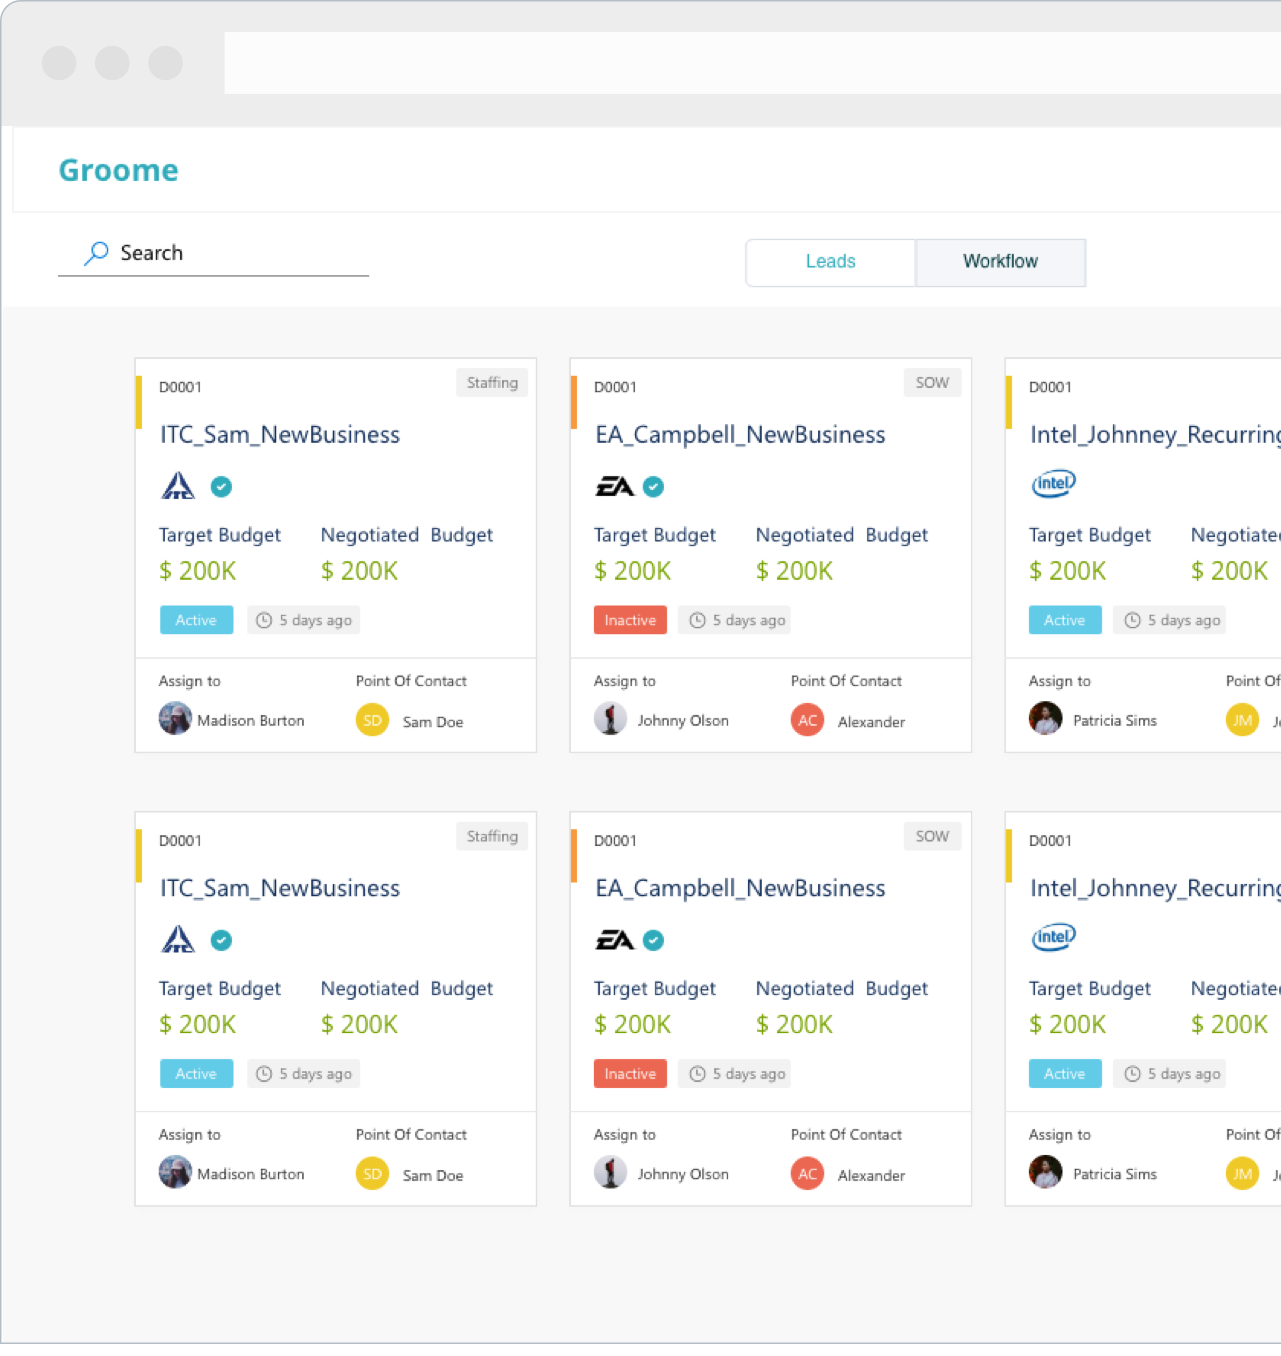 Groome
Search
Leads
Workflow
D0001
Staffing
ITC_Sam_NewBusiness
ITC
Target Budget
Negotiated Budget
$ 200K
$ 200K
Active
5 days ago
Assign to
Point Of Contact
Madison Burton
SD
Sam Doe
D0001
SOW
EA_Campbell_NewBusiness
EA
Target Budget
Negotiated Budget
$ 200K
$ 200K
Inactive
5 days ago
Assign to
Point Of Contact
Johnny Olson
AC
Alexander
D0001
Intel_Johnney_Recurring
intel
Target Budget
$ 200K
$ 200K
Active
5 days ago
Assign to
Point Of
Patricia Sims
JM
D0001
Staffing
ITC_Sam_NewBusiness
ITC
Target Budget
Negotiated Budget
$ 200K
$ 200K
Active
5 days ago
Assign to
Point Of Contact
Madison Burton
SD
Sam Doe
D0001
SOW
EA_Campbell_NewBusiness
EA
Target Budget
Negotiated Budget
$ 200K
$ 200K
Inactive
5 days ago
Assign to
Point Of Contact
Johnny Olson
AC
Alexander
D0001
Intel_Johnney_Recurring
intel
Target Budget
$ 200K
$ 200K
Active
5 days ago
Assign to
Point Of
Patricia Sims
JM